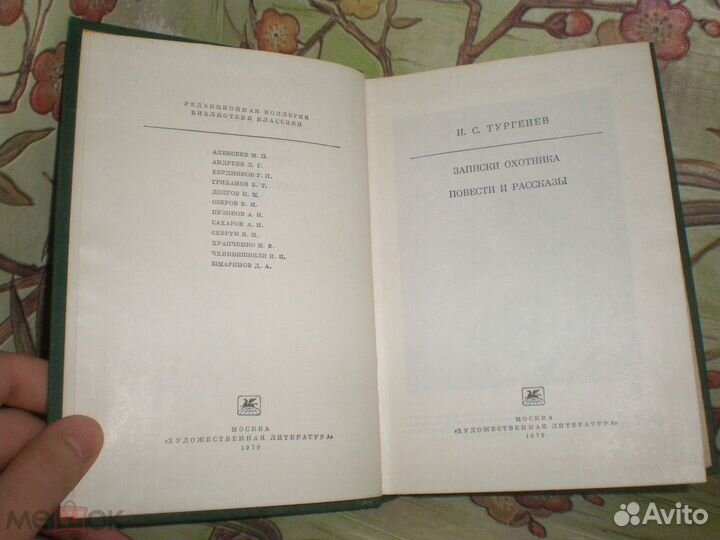 РЕДАКЦИОННАЯ КОЛЛЕГИЯ
БИБЛИОТЕКИ КЛАССИКИ
АЛЕКСЕЕВ М. П.
АНДРЕЕВ Л. Г.
БЕРДНИКОВ Г. П.
ГРИБАНОВ Б. Т.
ДОЛГОВ К. М.
ОЗЕРОВ В. М.
ПУЗИКОВ А. И.
САХАРОВ А. Н.
СЕВРУК В. Н.
ХРАПЧЕНКО М. Б.
ЧХИКВИШВИЛИ И. И.
ШМАРИНОВ Д. А.
МОСКВА
«ХУДОЖЕСТВЕННАЯ ЛИТЕРАТУРА»
1979
И. С. ТУРГЕНЕВ
ЗАПИСКИ ОХОТНИКА
ПОВЕСТИ И РАССКАЗЫ
МОСКВА
«ХУДОЖЕСТВЕННАЯ ЛИТЕРАТУРА»
1979
мешок
Avito